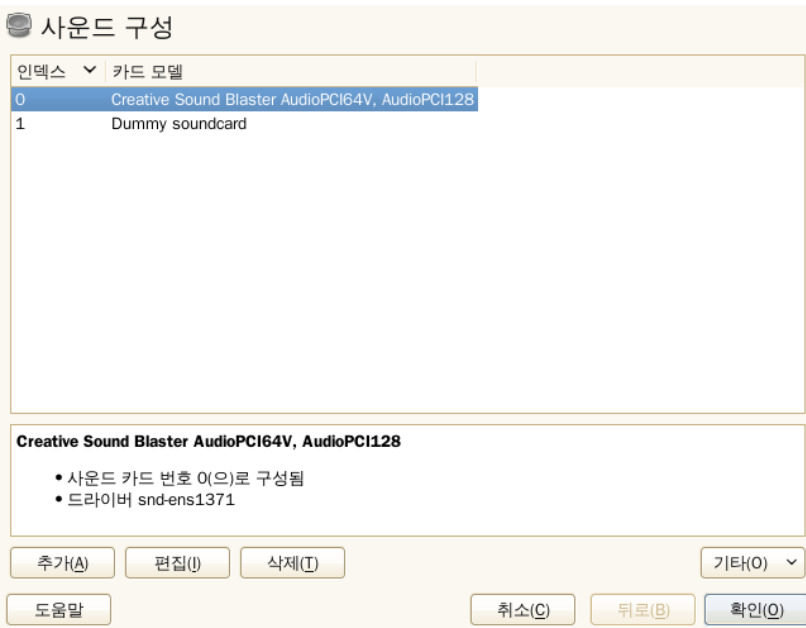 사운드 구성
인덱스 카드 모델
0 Creative Sound Blaster AudioPCI64V, AudioPCI128
1 Dummy soundcard
Creative Sound Blaster AudioPCI64V, AudioPCI128
• 사운드 카드 번호 0(으)로 구성됨
• 드라이버 snd-ens1371
추가(A) 편집(I) 삭제(T) 기타(O)
도움말 취소(C) 뒤로(B) 확인(O)